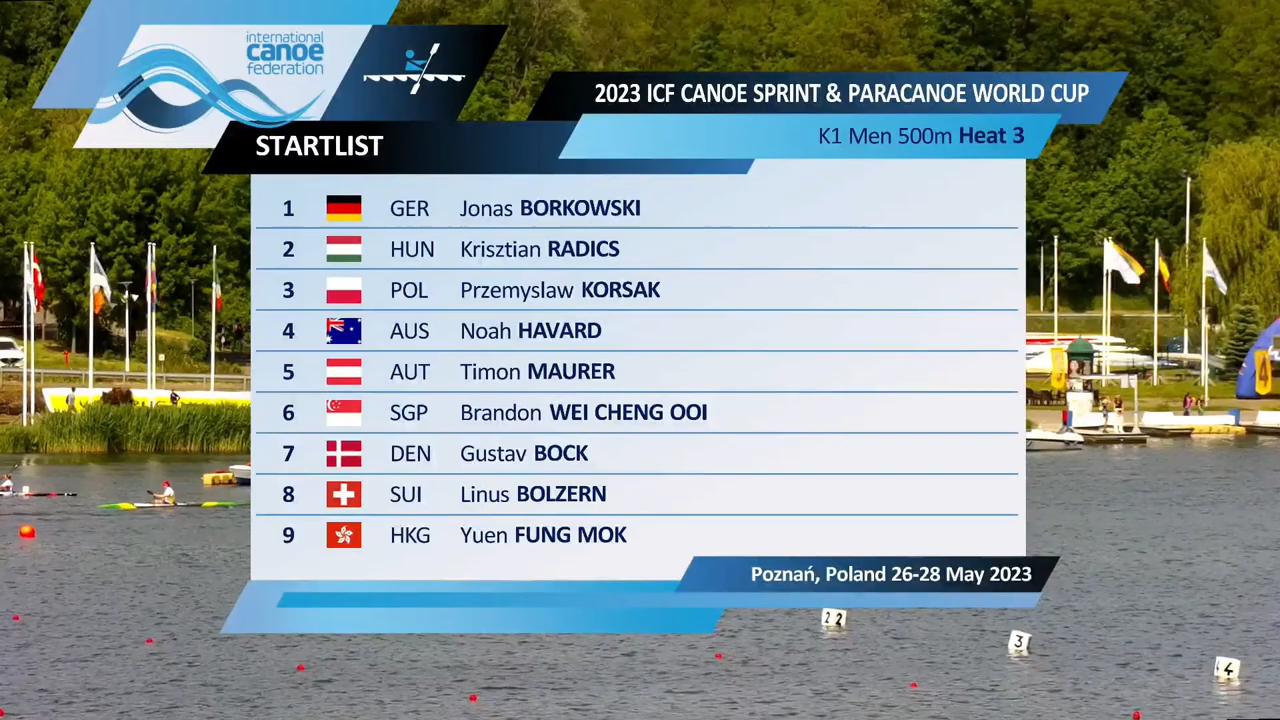 international
canoe
federation
2023 ICF CANOE SPRINT & PARACANOE WORLD CUP
STARTLIST
K1 Men 500m Heat 3
1 GER Jonas BORKOWSKI
2 HUN Krisztian RADICS
3 POL Przemyslaw KORSAK
4 AUS Noah HAVARD
5 AUT Timon MAURER
6 SGP Brandon WEI CHENG OOI
7 DEN Gustav BOCK
8 SUI Linus BOLZERN
9 HKG Yuen FUNG MOK
Poznań, Poland 26-28 May 2023
2 2
3
4
4